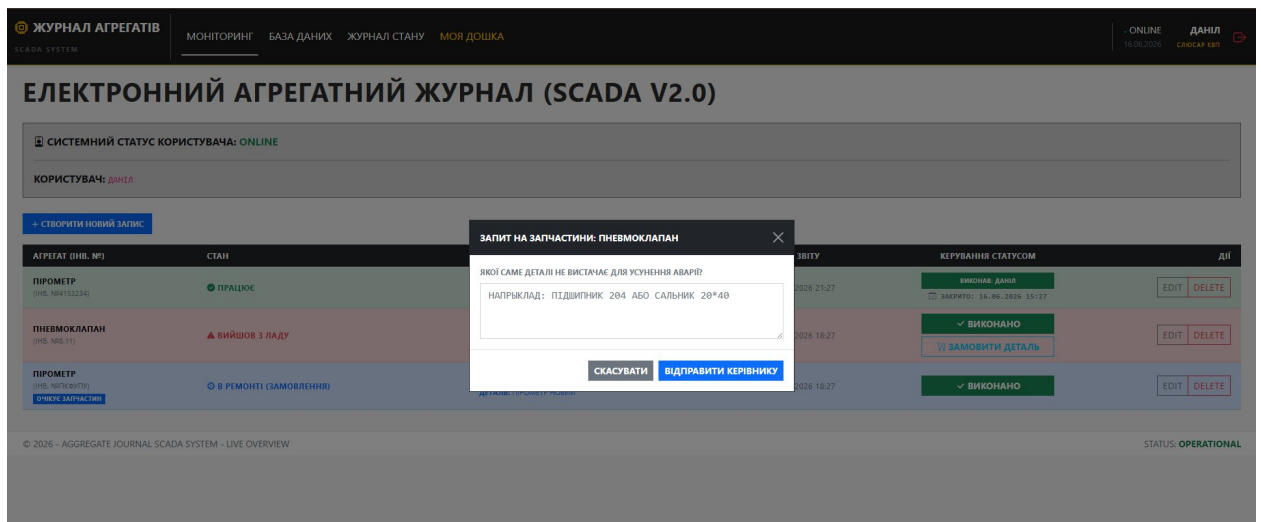 ЖУРНАЛ АГРЕГАТІВ
SCADA SYSTEM
МОНІТОРИНГ БАЗА ДАНИХ ЖУРНАЛ СТАНУ МОЯ ДОШКА
- ONLINE ДАНІЛ
16.06.2026 СЛЮСАР КВП
ЕЛЕКТРОННИЙ АГРЕГАТНИЙ ЖУРНАЛ (SCADA V2.0)
СИСТЕМНИЙ СТАТУС КОРИСТУВАЧА: ONLINE
КОРИСТУВАЧ: ДАНІЛ
+ СТВОРИТИ НОВИЙ ЗАПИС
АГРЕГАТ (ІНВ. №) СТАН ЗВІТУ КЕРУВАННЯ СТАТУСОМ ДІЇ
ПІРОМЕТР
(ІНВ. №4153234)
ПРАЦЮЄ
2026 21:27
ВИКОНАВ: ДАНІЛ
ЗАКРИТО: 16.06.2026 15:27
EDIT DELETE
ПНЕВМОКЛАПАН
ВИЙШОВ З ЛАДУ
2026 18:27
ВИКОНАНО
ЗАМОВИТИ ДЕТАЛЬ
EDIT DELETE
ПІРОМЕТР
ОЧІКУЄ ЗАПЧАСТИН
В РЕМОНТІ (ЗАМОВЛЕННЯ)
ДЕТАЛЬ: ПІРОМЕТР НОВИЙ
2026 18:27
ВИКОНАНО
EDIT DELETE
ЗАПИТ НА ЗАПЧАСТИНИ: ПНЕВМОКЛАПАН
ЯКОЇ САМЕ ДЕТАЛІ НЕ ВИСТАЧАЄ ДЛЯ УСУНЕННЯ АВАРІЇ?
НАПРЫКЛАД: ПІДШИПНИК 204 АБО САЛЬНИК 20*40
СКАСУВАТИ ВІДПРАВИТИ КЕРІВНИКУ
© 2026 - AGGREGATE JOURNAL SCADA SYSTEM - LIVE OVERVIEW STATUS: OPERATIONAL